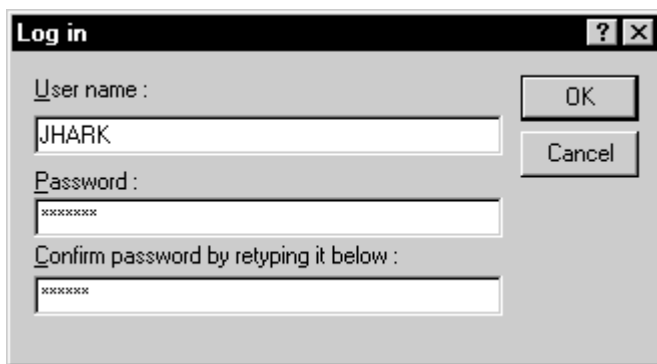 Log in
User name :
OK
JHARK
Cancel
Password :
*******
Confirm password by retyping it below :
******